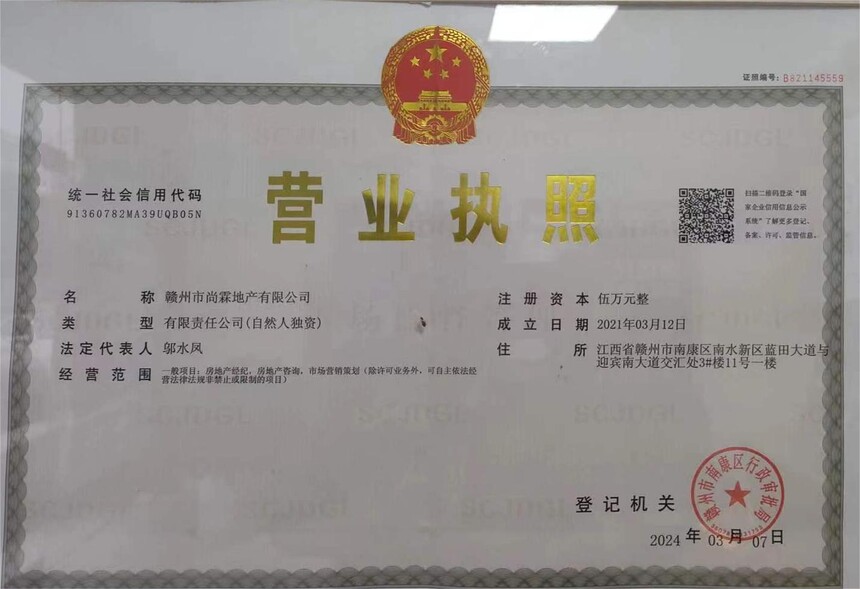 证照编号：B821145559
营业执照
统一社会信用代码
91360782MA39UQB05N
扫描二维码登录“国
家企业信用信息公示
系统”了解更多登记、
备案、许可、监管信息。
名 称 赣州市尚霖地产有限公司
类 型 有限责任公司(自然人独资)
法定代表人 邬水凤
经营范围 一般项目：房地产经纪，房地产咨询，市场营销策划（除许可业务外，可自主依法经
营法律法规非禁止或限制的项目）
注册资本 伍万元整
成立日期 2021年03月12日
住 所 江西省赣州市南康区南水新区蓝田大道与
迎宾南大道交汇处3#楼11号一楼
登记机关
赣州市南康区行政审批局
2024年03月07日